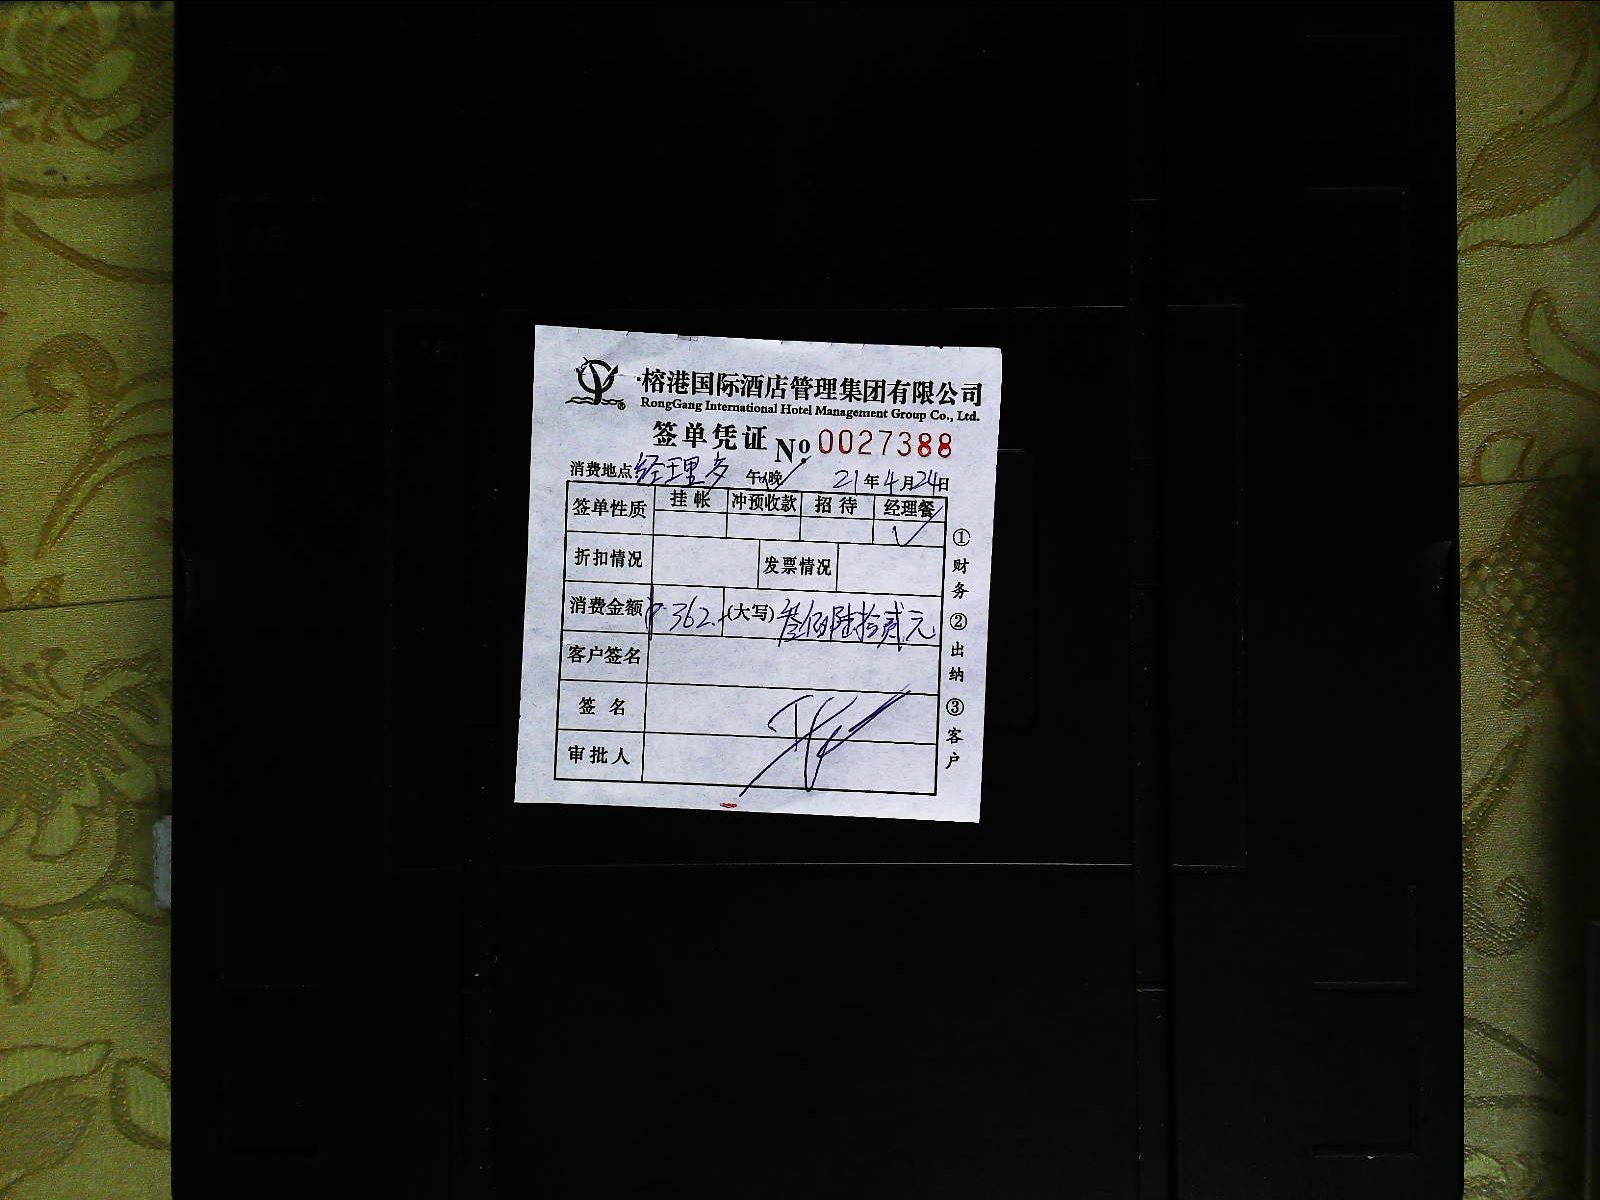 榕港国际酒店管理集团有限公司
RongGang International Hotel Management Group Co., Ltd.
签单凭证 No 0027388
消费地点 经理 午 晚 21年4月24日
签单性质 挂帐 冲预收款 招待 经理餐
折扣情况 发票情况
消费金额 362. (大写) 叁佰陆拾贰元
客户签名
签名
审批人
①财务 ②出纳 ③客户